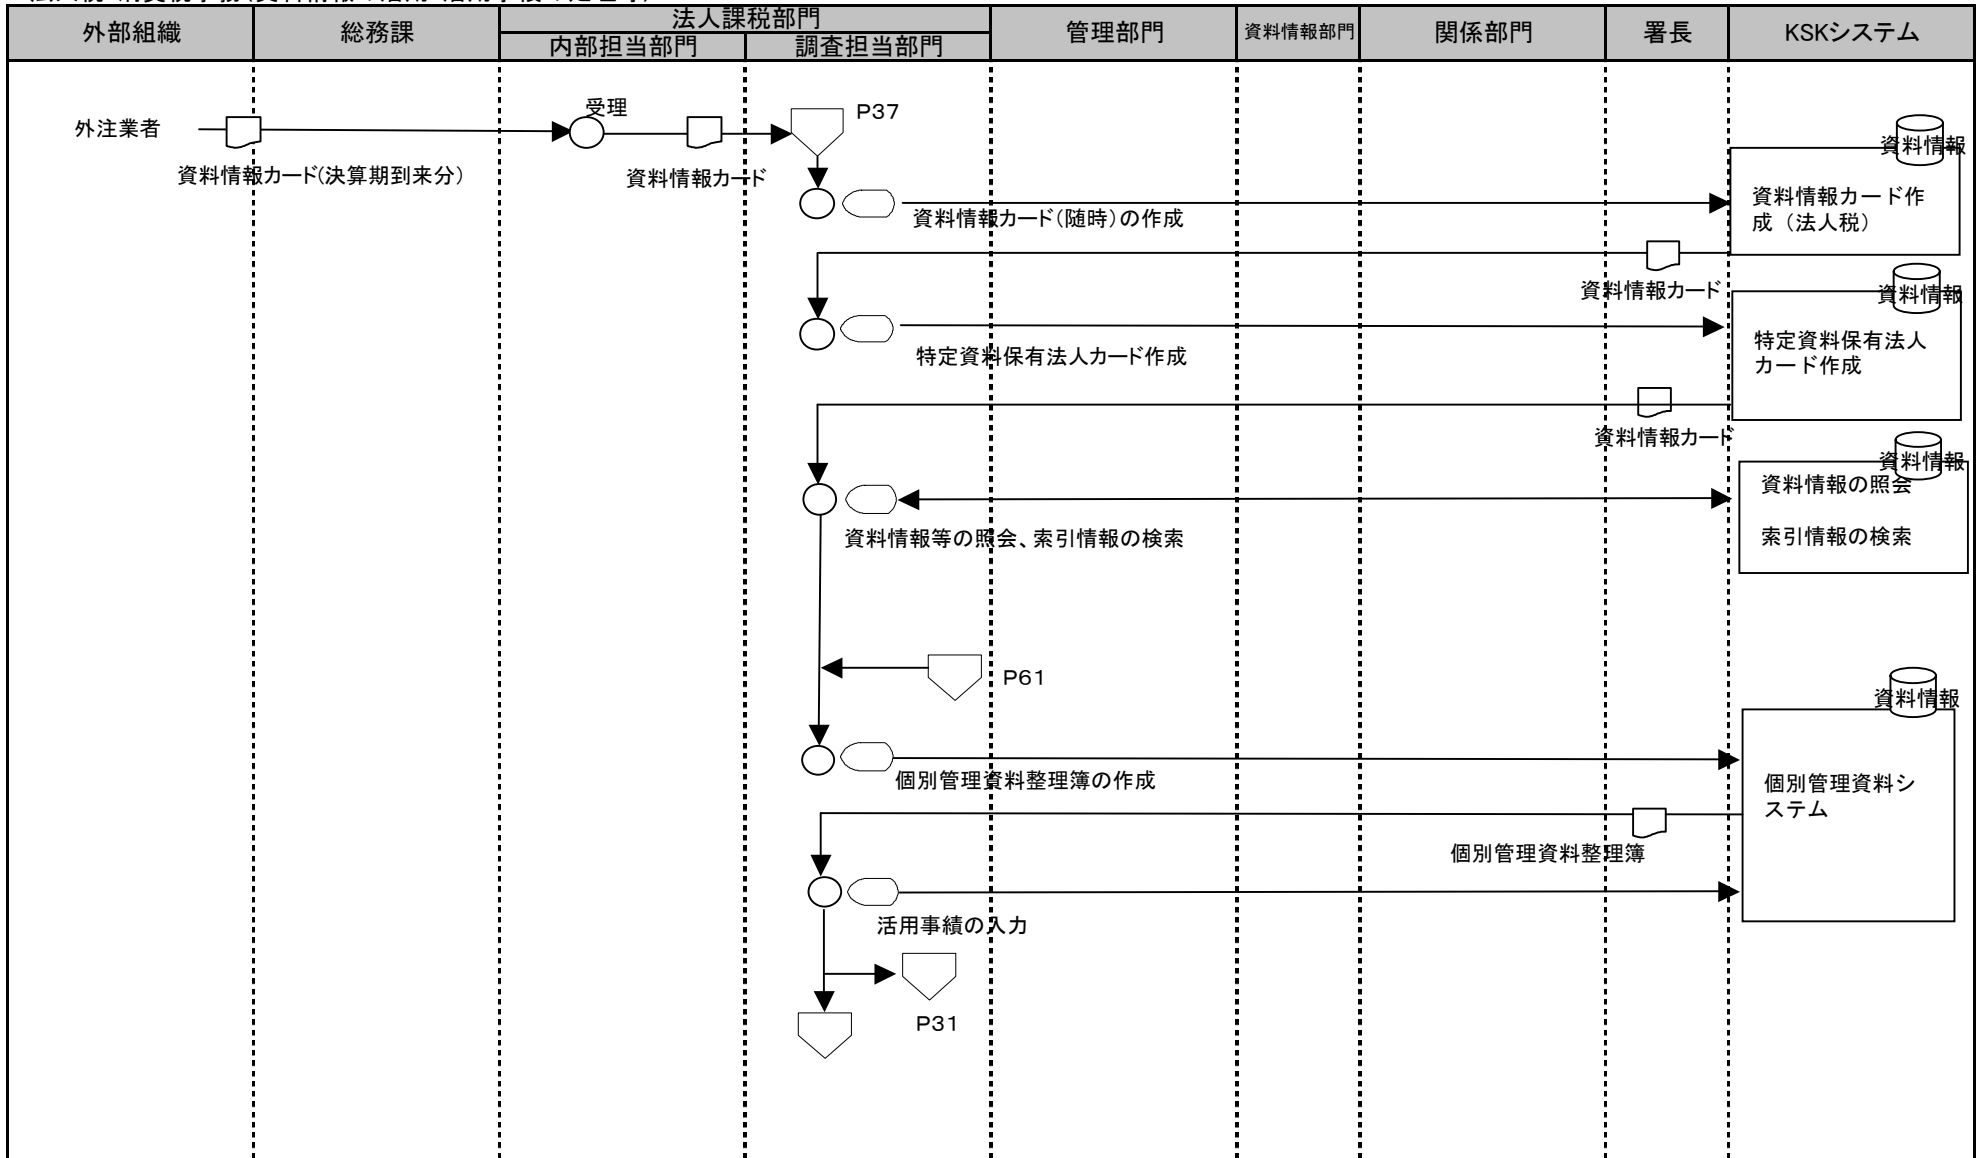 外部組織
総務課
法人課税部門
内部担当部門
調査担当部門
管理部門
資料情報部門
関係部門
署長
KSKシステム
外注業者
受理
P37
資料情報カード(決算期到来分)
資料情報カード
資料情報
資料情報カード作
成（法人税）
資料情報カード(随時)の作成
資料情報カード
資料情報
特定資料保有法人カード作成
特定資料保有法人
カード作成
資料情報カード
資料情報
資料情報の照会
索引情報の検索
資料情報等の照会、索引情報の検索
P61
資料情報
個別管理資料整理簿の作成
個別管理資料シ
ステム
個別管理資料整理簿
活用事績の入力
P31